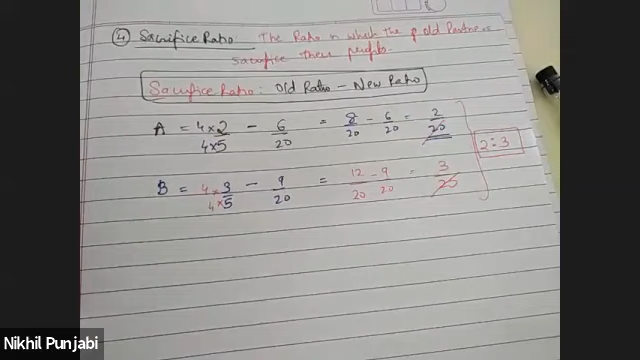 ④ Sacrifice Ratio: The Ratio in which the old Partners
sacrifice there profits.
Sacrifice Ratio: Old Ratio - New Ratio
A = 4×2/4×5 - 6/20 = 8/20 - 6/20 = 2/20
B = 4×3/4×5 - 9/20 = 12/20 - 9/20 = 3/20
2:3
Nikhil Punjabi